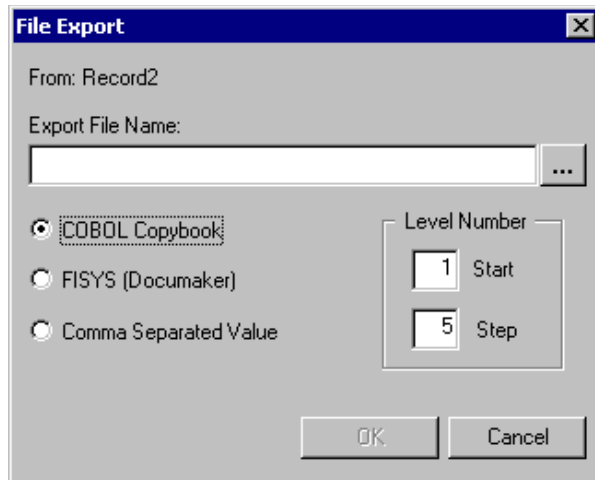 File Export
From: Record2
Export File Name:
...
COBOL Copybook
FISYS (Documaker)
Comma Separated Value
Level Number
1 Start
5 Step
OK Cancel